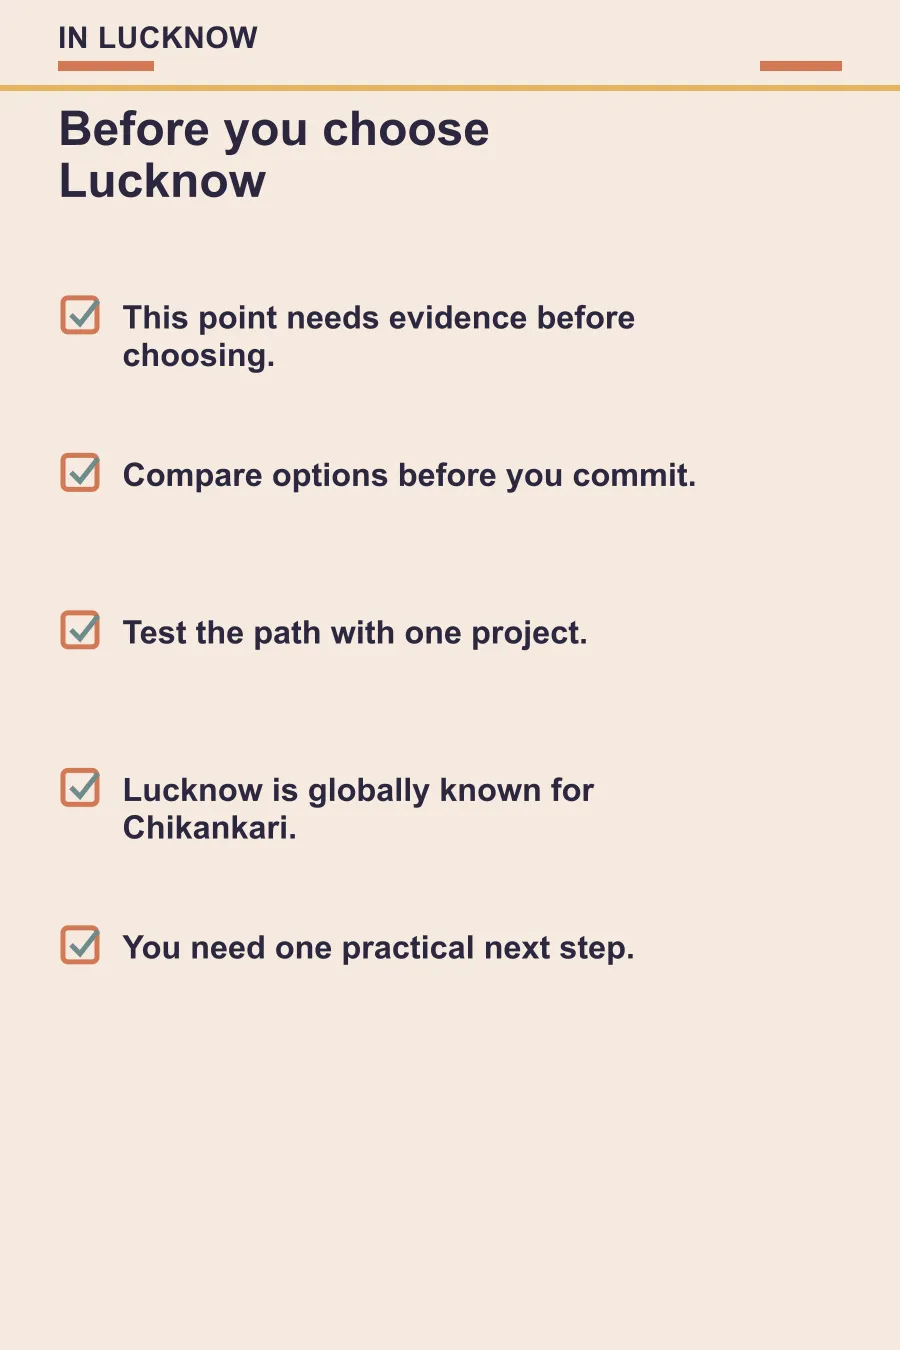 IN LUCKNOW
Before you choose
Lucknow
This point needs evidence before
choosing.
Compare options before you commit.
Test the path with one project.
Lucknow is globally known for
Chikankari.
You need one practical next step.